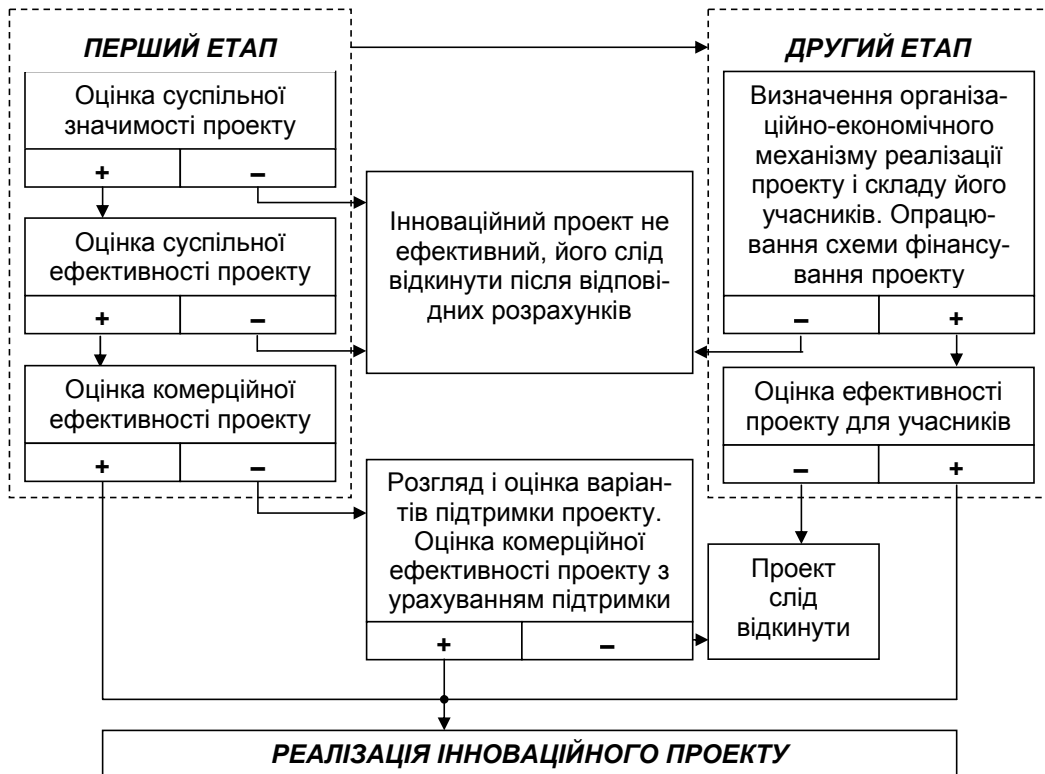 ПЕРШИЙ ЕТАП
Оцінка суспільної
значимості проекту
+ –
Оцінка суспільної
ефективності проекту
+ –
Оцінка комерційної
ефективності проекту
+ –
Інноваційний проект не
ефективний, його слід
відкинути після відпові-
дних розрахунків
Розгляд і оцінка варіан-
тів підтримки проекту.
Оцінка комерційної
ефективності проекту з
урахуванням підтримки
+ –
ДРУГИЙ ЕТАП
Визначення організа-
ційно-економічного
механізму реалізації
проекту і складу його
учасників. Опрацю-
вання схеми фінансу-
вання проекту
– +
Оцінка ефективності
проекту для учасників
– +
Проект
слід
відкинути
РЕАЛІЗАЦІЯ ІННОВАЦІЙНОГО ПРОЕКТУ